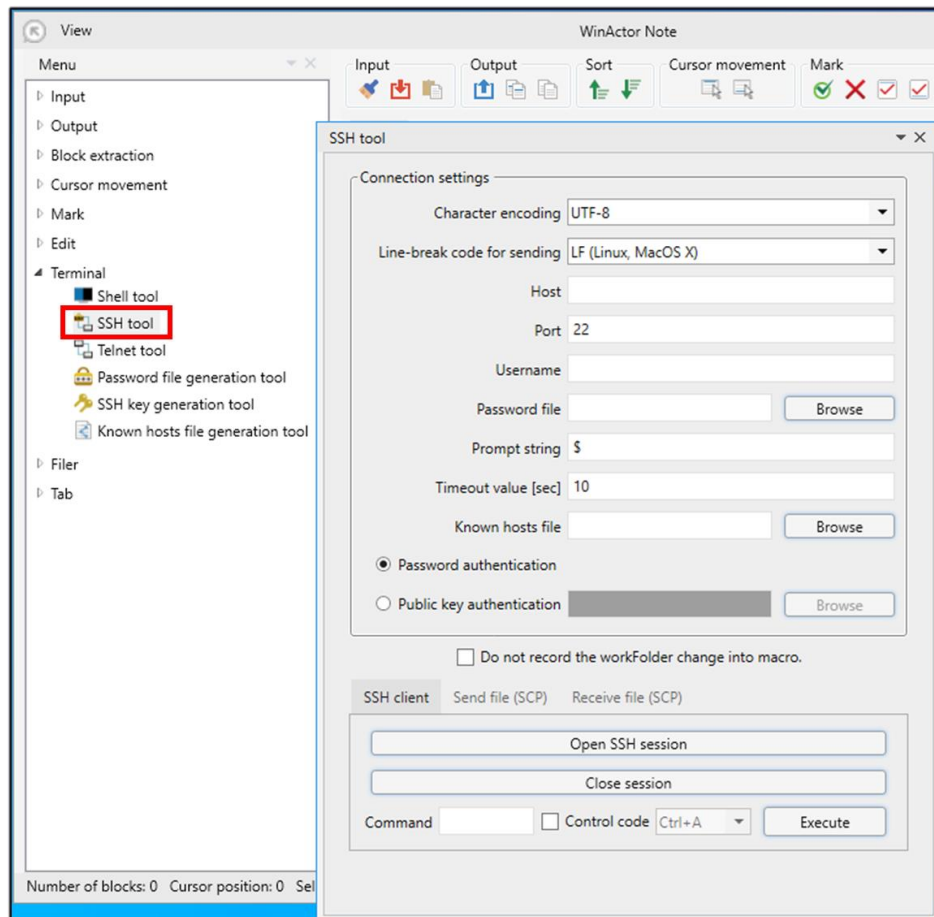 View
WinActor Note
Menu
Input
Output
Sort
Cursor movement
Mark
Input
Output
Block extraction
Cursor movement
Mark
Edit
Terminal
Shell tool
SSH tool
Telnet tool
Password file generation tool
SSH key generation tool
Known hosts file generation tool
Filer
Tab
SSH tool
Connection settings
Character encoding UTF-8
Line-break code for sending LF (Linux, MacOS X)
Host
Port 22
Username
Password file Browse
Prompt string $
Timeout value [sec] 10
Known hosts file Browse
Password authentication
Public key authentication Browse
Do not record the workFolder change into macro.
SSH client Send file (SCP) Receive file (SCP)
Open SSH session
Close session
Command Control code Ctrl+A Execute
Number of blocks: 0 Cursor position: 0 Sel